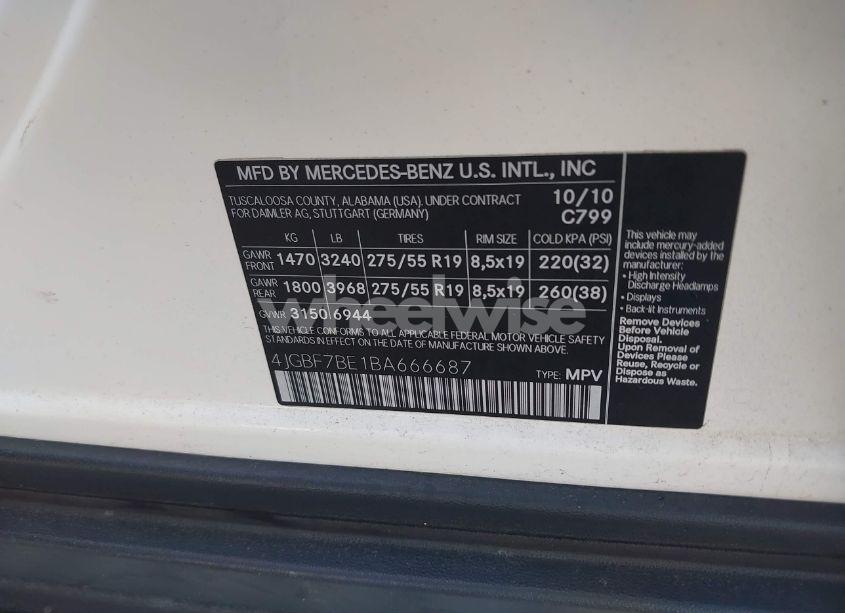 MFD BY MERCEDES-BENZ U.S. INTL., INC
TUSCALOOSA COUNTY, ALABAMA (USA), UNDER CONTRACT
FOR DAIMLER AG, STUTTGART (GERMANY)
10/10
C799
KG LB TIRES RIM SIZE COLD KPA (PSI)
GAWR FRONT 1470 3240 275/55 R19 8,5x19 220(32)
GAWR REAR 1800 3968 275/55 R19 8,5x19 260(38)
GVWR 3150 6944
THIS VEHICLE CONFORMS TO ALL APPLICABLE FEDERAL MOTOR VEHICLE SAFETY
STANDARDS IN EFFECT ON THE DATE OF MANUFACTURE SHOWN ABOVE.
4JGBF7BE1BA666687
TYPE: MPV
This vehicle may
include mercury-added
devices installed by the
manufacturer:
• High Intensity
Discharge Headlamps
• Displays
• Back-lit Instruments
Remove Devices
Before Vehicle
Disposal.
Upon Removal of
Devices Please
Reuse, Recycle or
Dispose as
Hazardous Waste.
wheelwise